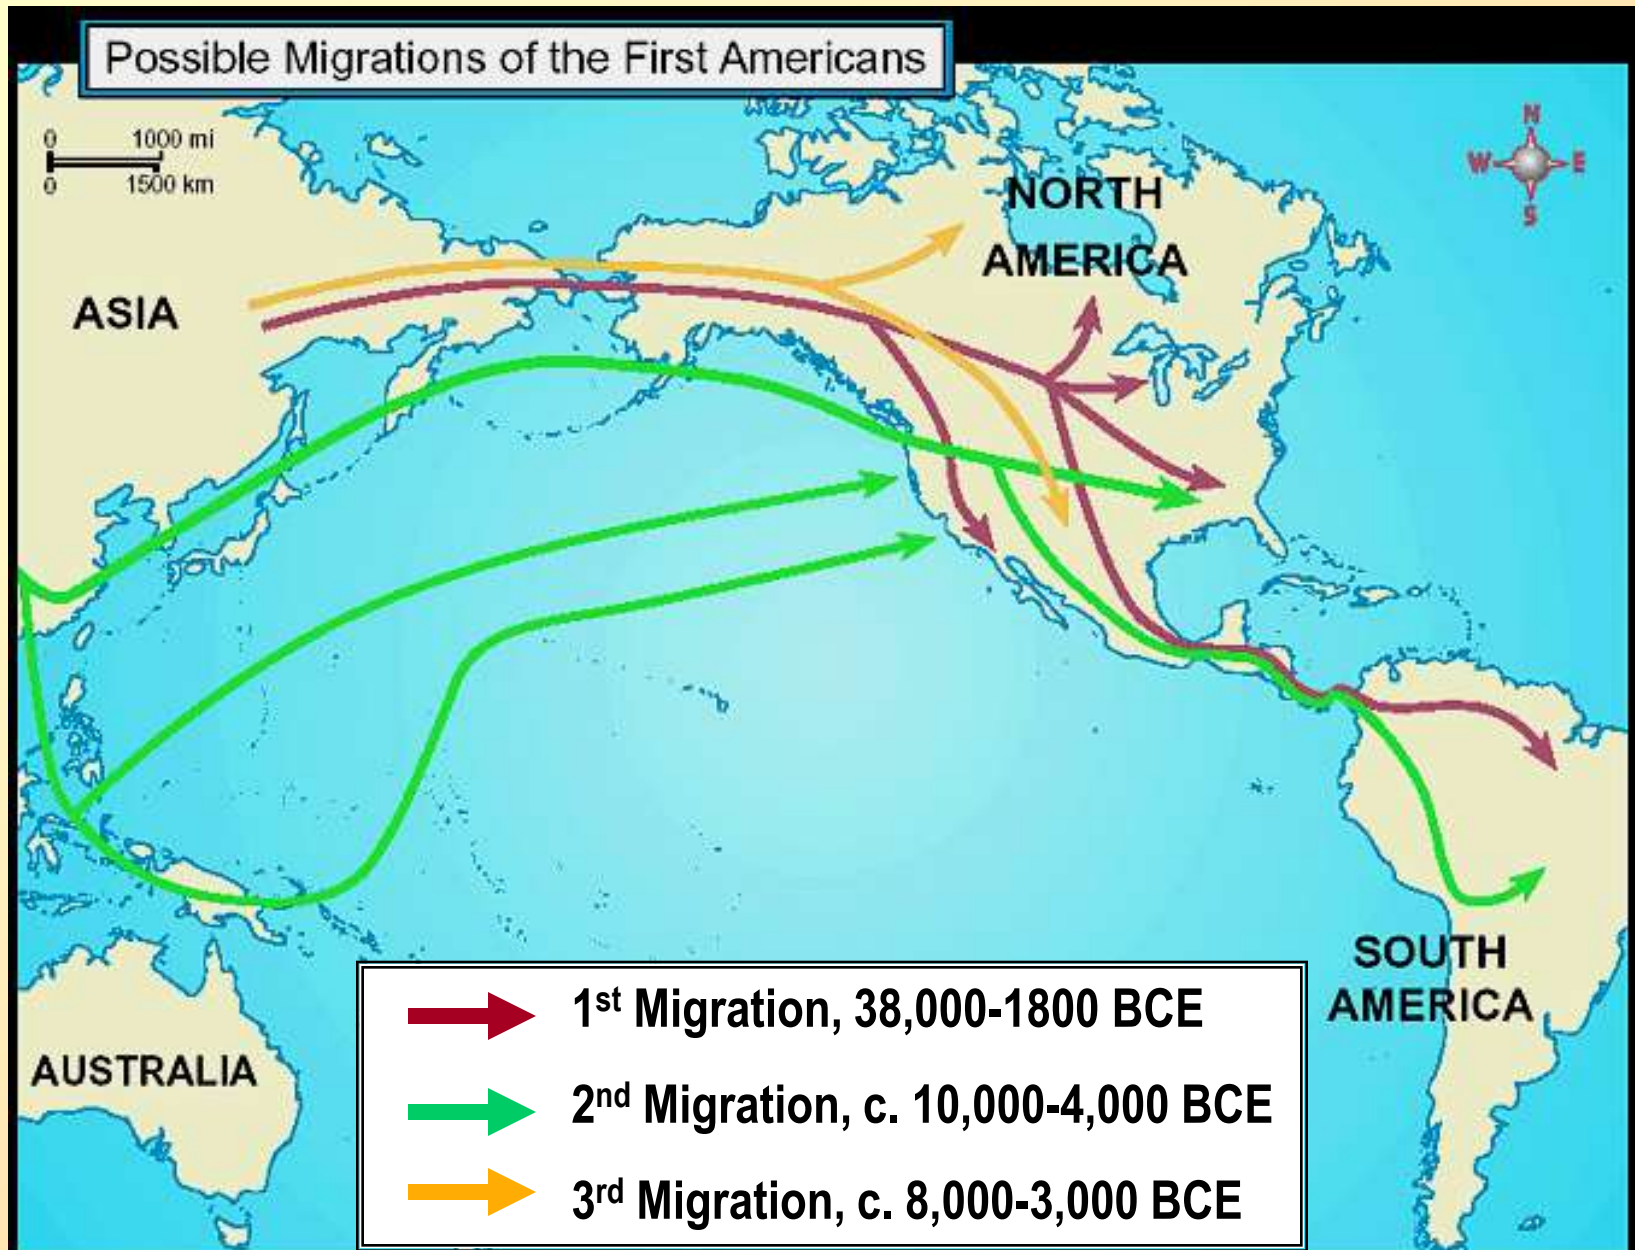 Possible Migrations of the First Americans
0 1000 mi
0 1500 km
N
W E
S
NORTH
AMERICA
ASIA
SOUTH
AMERICA
AUSTRALIA
1st Migration, 38,000-1800 BCE
2nd Migration, c. 10,000-4,000 BCE
3rd Migration, c. 8,000-3,000 BCE